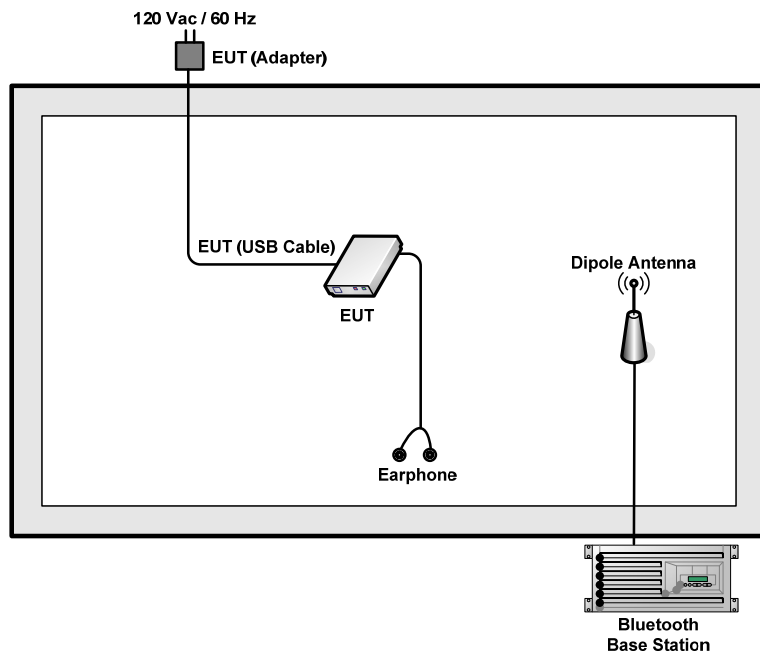 120 Vac / 60 Hz
EUT (Adapter)
EUT (USB Cable)
EUT
Dipole Antenna
Earphone
Bluetooth
Base Station